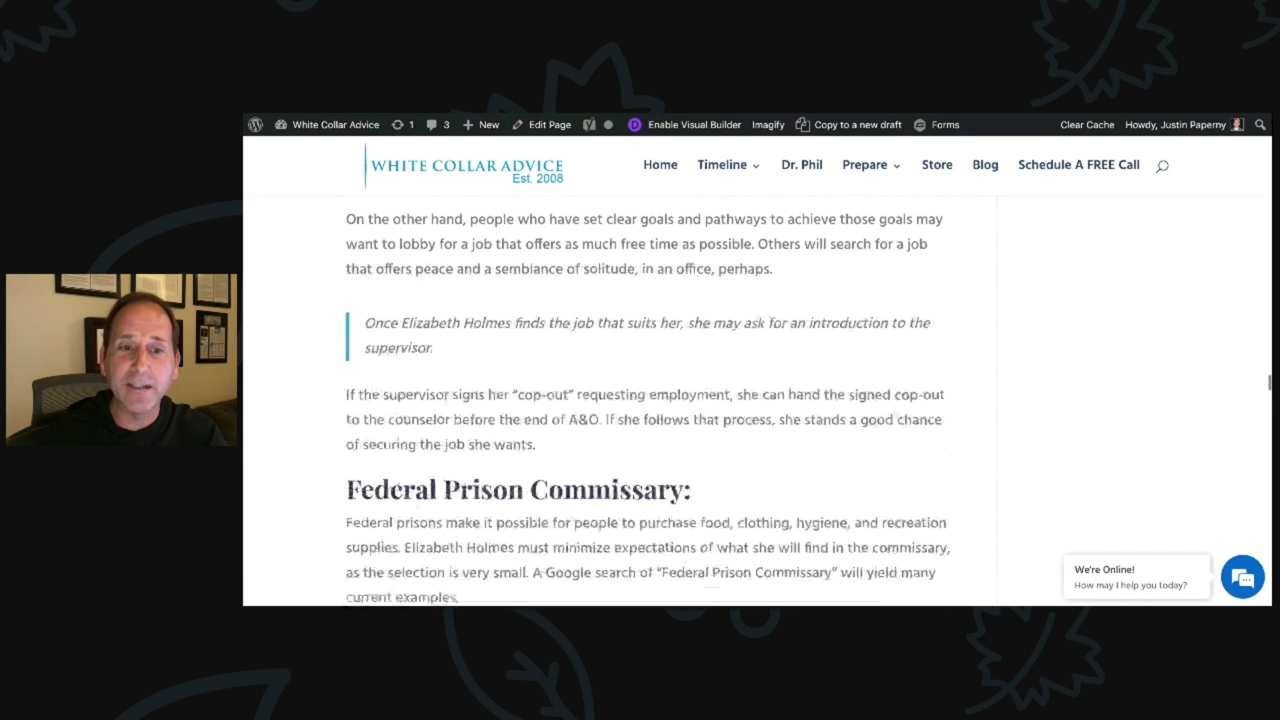 White Collar Advice 1 3 New Edit Page Enable Visual Builder Imagify Copy to a new draft Forms Clear Cache Howdy, Justin Paperny
WHITE COLLAR ADVICE
Est. 2008
Home Timeline Dr. Phil Prepare Store Blog Schedule A FREE Call
On the other hand, people who have set clear goals and pathways to achieve those goals may
want to lobby for a job that offers as much free time as possible. Others will search for a job
that offers peace and a semblance of solitude, in an office, perhaps.
Once Elizabeth Holmes finds the job that suits her, she may ask for an introduction to the
supervisor.
If the supervisor signs her “cop-out” requesting employment, she can hand the signed cop-out
to the counselor before the end of A&O. If she follows that process, she stands a good chance
of securing the job she wants.
Federal Prison Commissary:
Federal prisons make it possible for people to purchase food, clothing, hygiene, and recreation
supplies. Elizabeth Holmes must minimize expectations of what she will find in the commissary,
as the selection is very small. A Google search of “Federal Prison Commissary” will yield many
current examples.
We're Online!
How may I help you today?